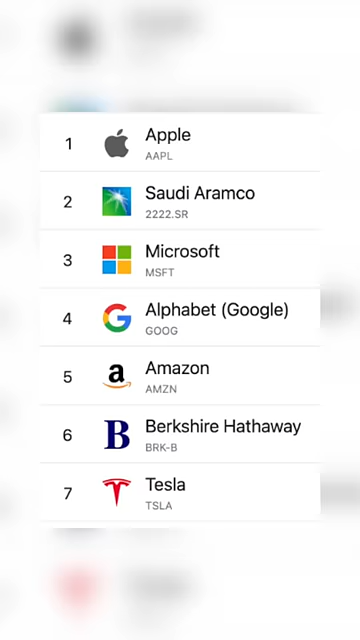 1
Apple
AAPL
2
Saudi Aramco
2222.SR
3
Microsoft
MSFT
4
Alphabet (Google)
GOOG
5
Amazon
AMZN
6
Berkshire Hathaway
BRK-B
7
Tesla
TSLA